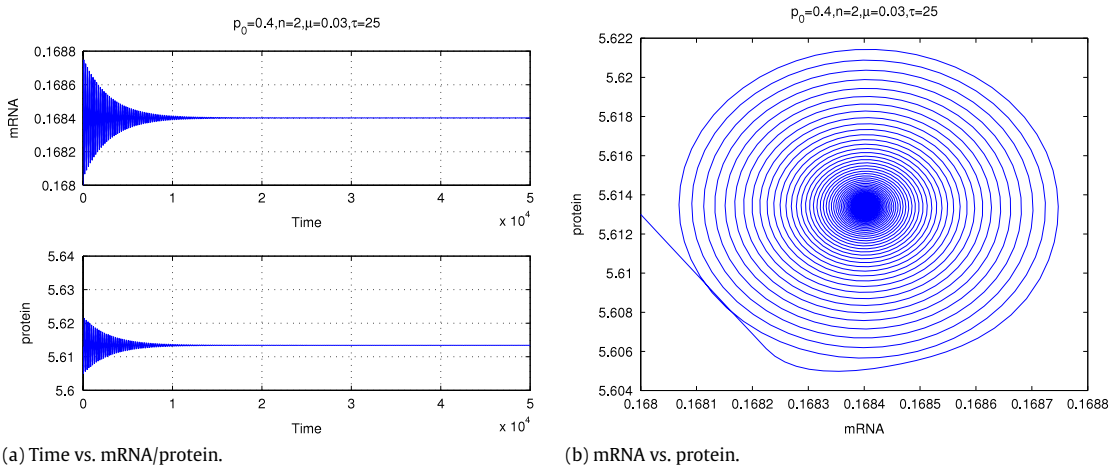 p0=0.4,n=2,μ=0.03,τ=25
0.1688
0.1686
0.1684
0.1682
0.168
mRNA
0 1 2 3 4 5
x 10^4
Time
5.64
5.63
5.62
5.61
5.6
protein
0 1 2 3 4 5
x 10^4
Time
(a) Time vs. mRNA/protein.
p0=0.4,n=2,μ=0.03,τ=25
5.622
5.62
5.618
5.616
5.614
5.612
5.61
5.608
5.606
5.604
protein
0.168 0.1681 0.1682 0.1683 0.1684 0.1685 0.1686 0.1687 0.1688
mRNA
(b) mRNA vs. protein.